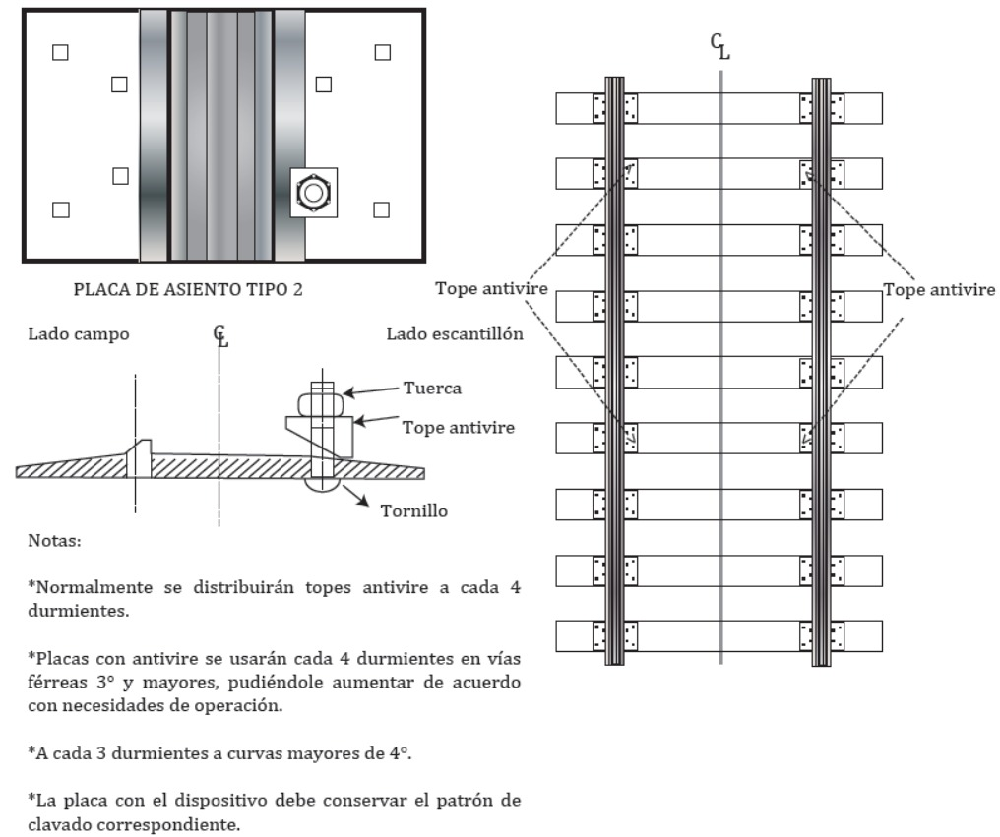 PLACA DE ASIENTO TIPO 2
Lado campo
CL
Lado escantillón
Tuerca
Tope antivire
Tornillo
Notas:
*Normalmente se distribuirán topes antivire a cada 4
durmientes.
*Placas con antivire se usarán cada 4 durmientes en vías
férreas 3° y mayores, pudiéndole aumentar de acuerdo
con necesidades de operación.
*A cada 3 durmientes a curvas mayores de 4°.
*La placa con el dispositivo debe conservar el patrón de
clavado correspondiente.
CL
Tope antivire
Tope antivire